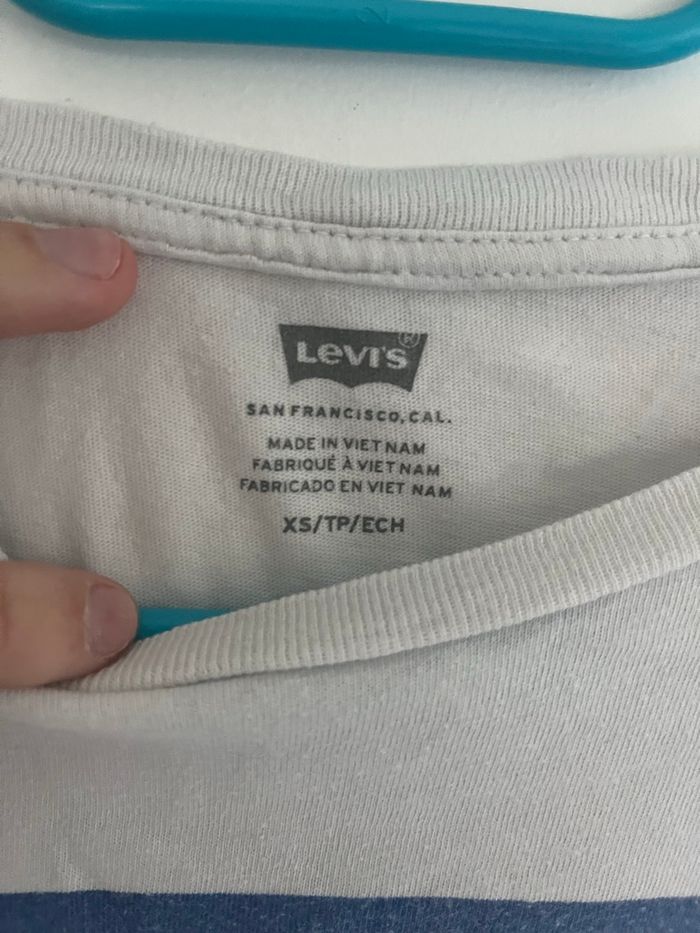 Levi's®
SAN FRANCISCO, CAL.
MADE IN VIET NAM
FABRIQUÉ À VIET NAM
FABRICADO EN VIET NAM
XS/TP/ECH